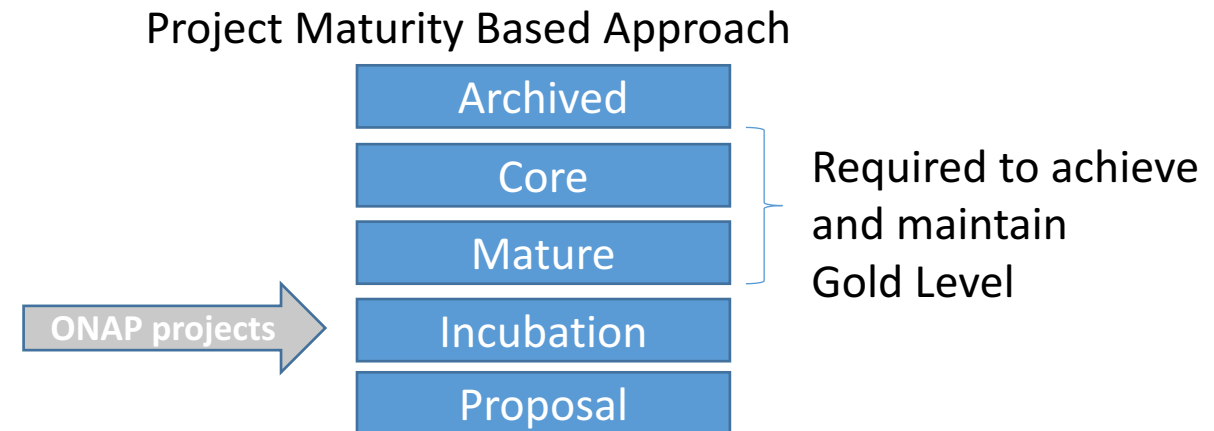 Project Maturity Based Approach
Archived
Core
Mature
Required to achieve
and maintain
Gold Level
ONAP projects
Incubation
Proposal